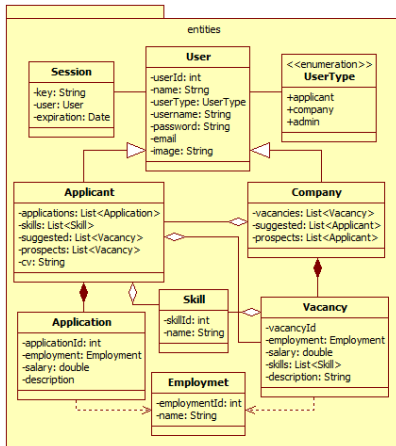 entities
User
-userId: int
-name: Strng
-userType: UserType
-username: String
-password: String
-email
-image: String
Session
-key: String
-user: User
-expiration: Date
<<enumeration>>
UserType
+applicant
+company
+admin
Applicant
-applications: List<Application>
-skills: List<Skill>
-suggested: List<Vacancy>
-prospects: List<Vacancy>
-cv: String
Company
-vacancies: List<Vacancy>
-suggested: List<Applicant>
-prospects: List<Applicant>
Skill
-skillId: int
-name: String
Application
-applicationId: int
-employment: Employment
-salary: double
-description
Vacancy
-vacancyId
-employment: Employment
-salary: double
-skills: List<Skill>
-description: String
Employmet
-employmentId: int
-name: String